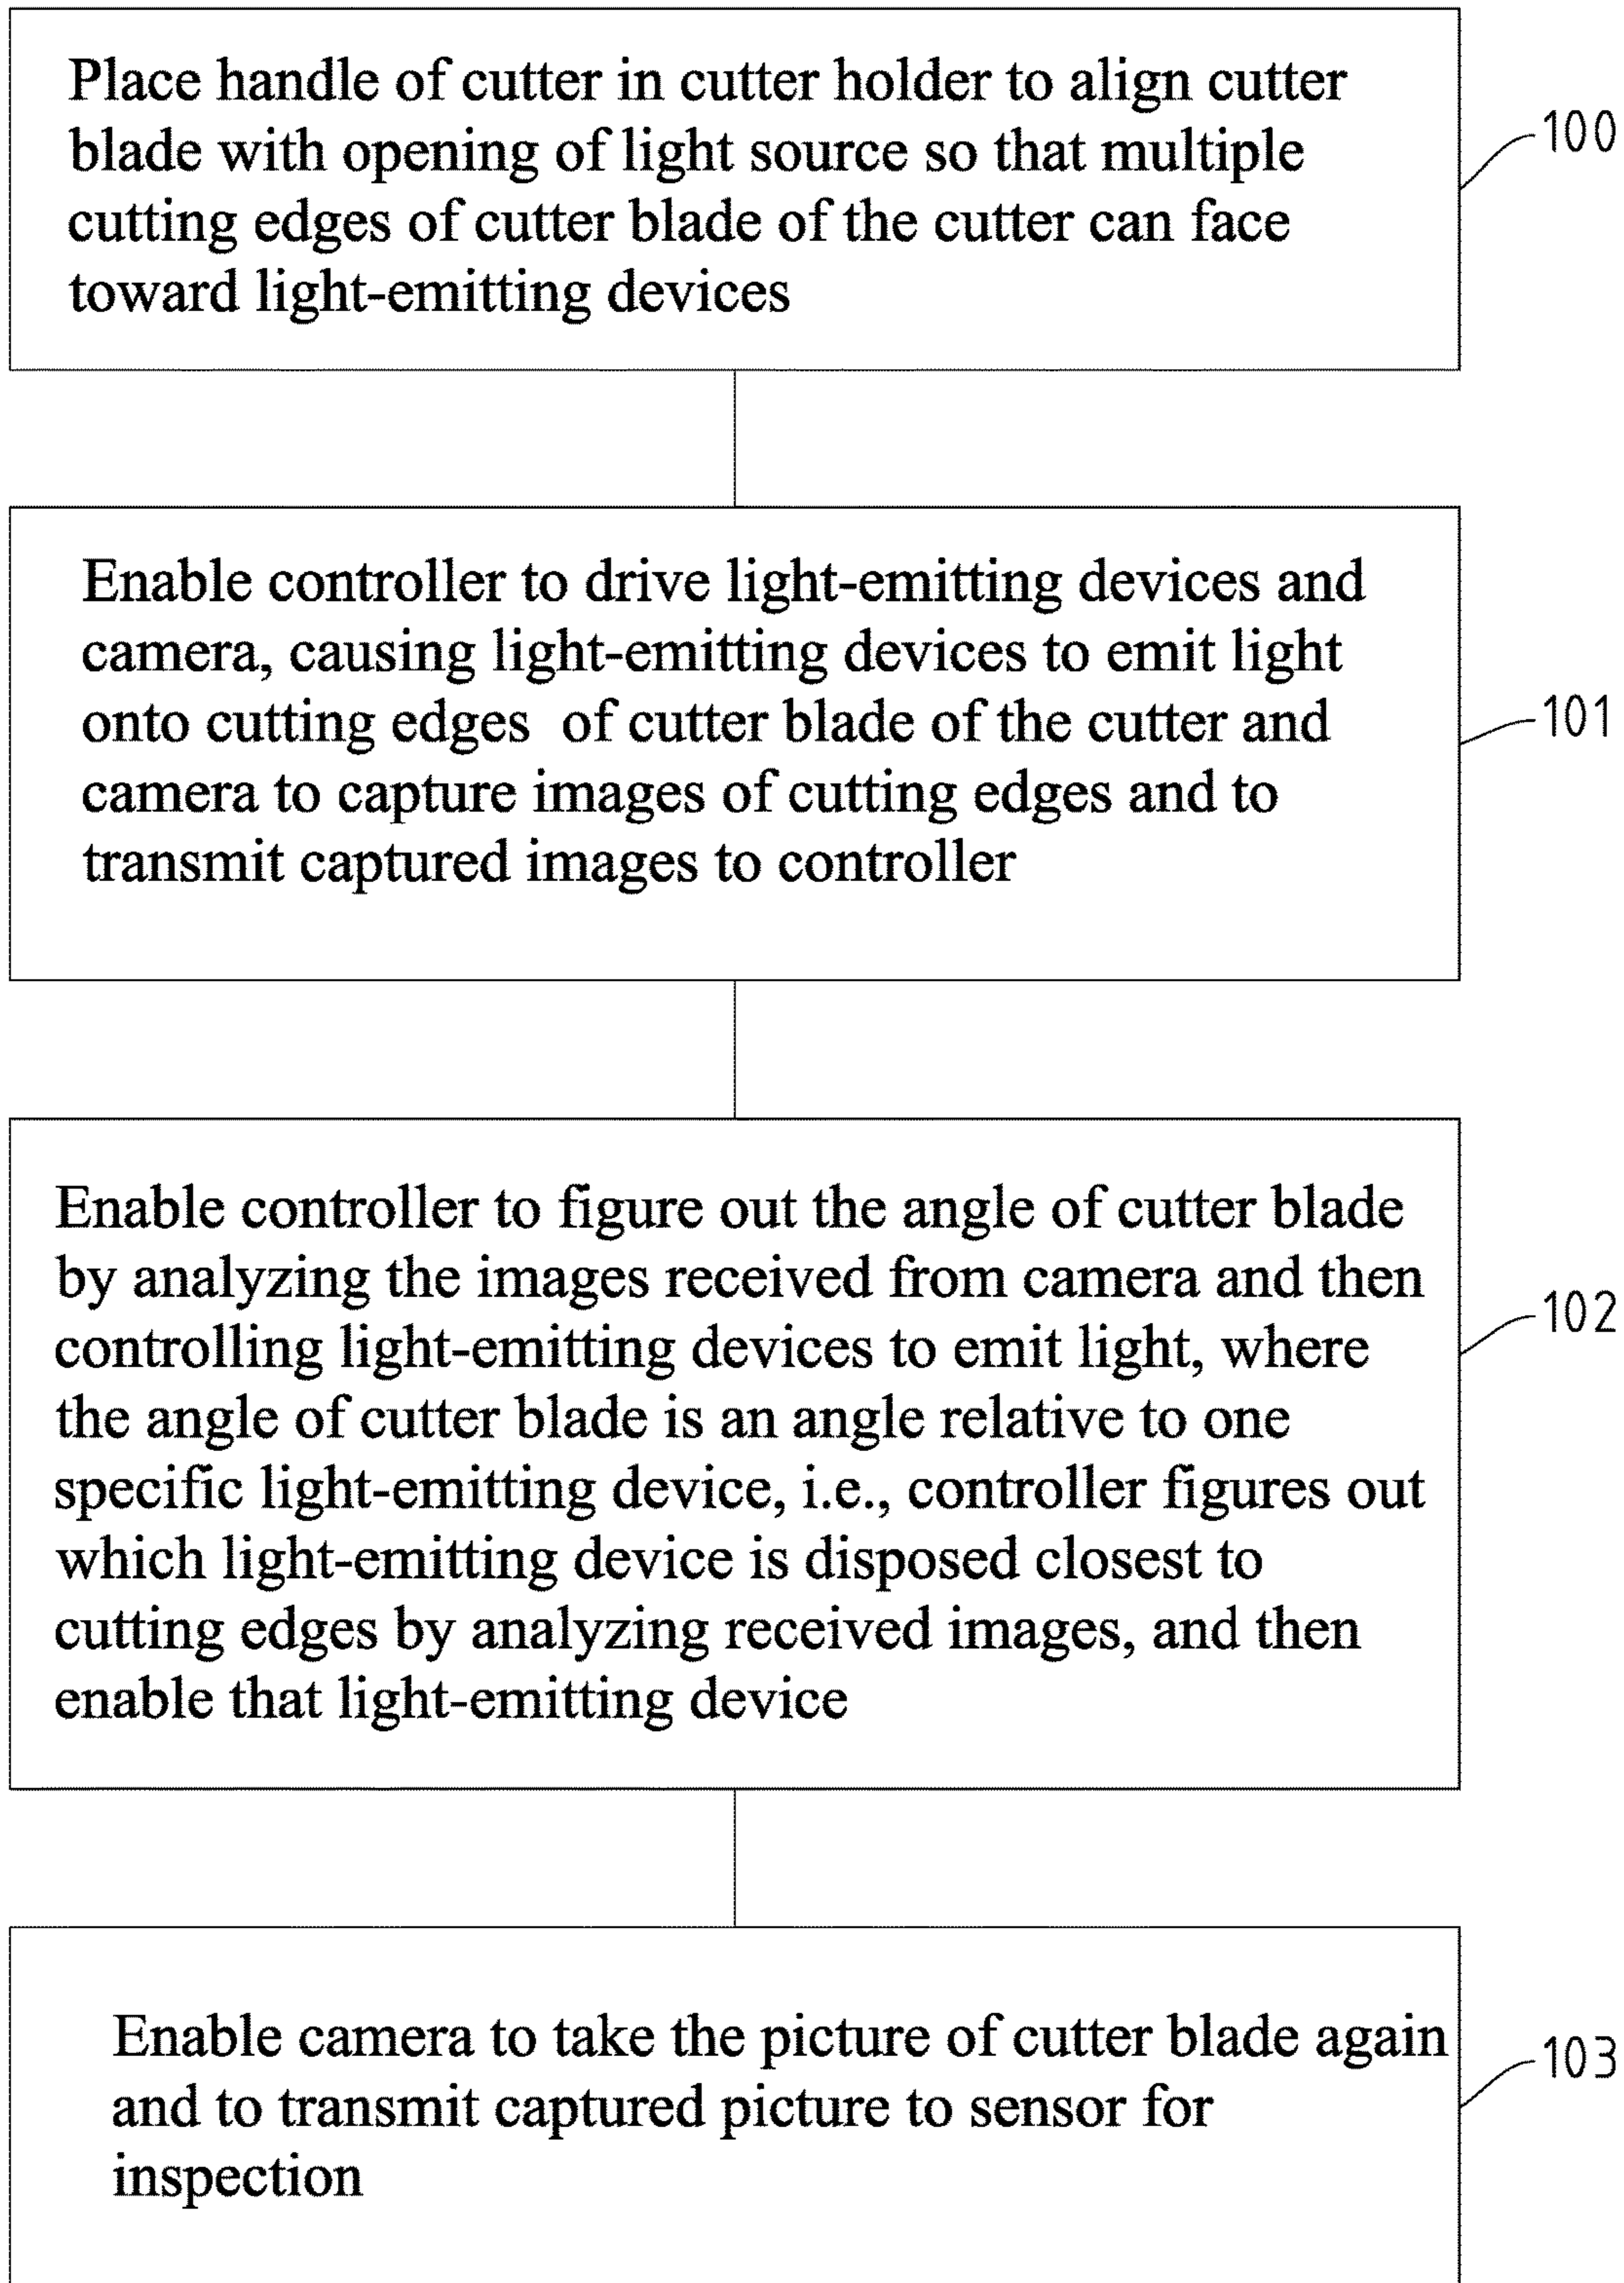 Place handle of cutter in cutter holder to align cutter
blade with opening of light source so that multiple
cutting edges of cutter blade of the cutter can face
toward light-emitting devices
100
Enable controller to drive light-emitting devices and
camera, causing light-emitting devices to emit light
onto cutting edges of cutter blade of the cutter and
camera to capture images of cutting edges and to
transmit captured images to controller
101
Enable controller to figure out the angle of cutter blade
by analyzing the images received from camera and then
controlling light-emitting devices to emit light, where
the angle of cutter blade is an angle relative to one
specific light-emitting device, i.e., controller figures out
which light-emitting device is disposed closest to
cutting edges by analyzing received images, and then
enable that light-emitting device
102
Enable camera to take the picture of cutter blade again
and to transmit captured picture to sensor for
inspection
103